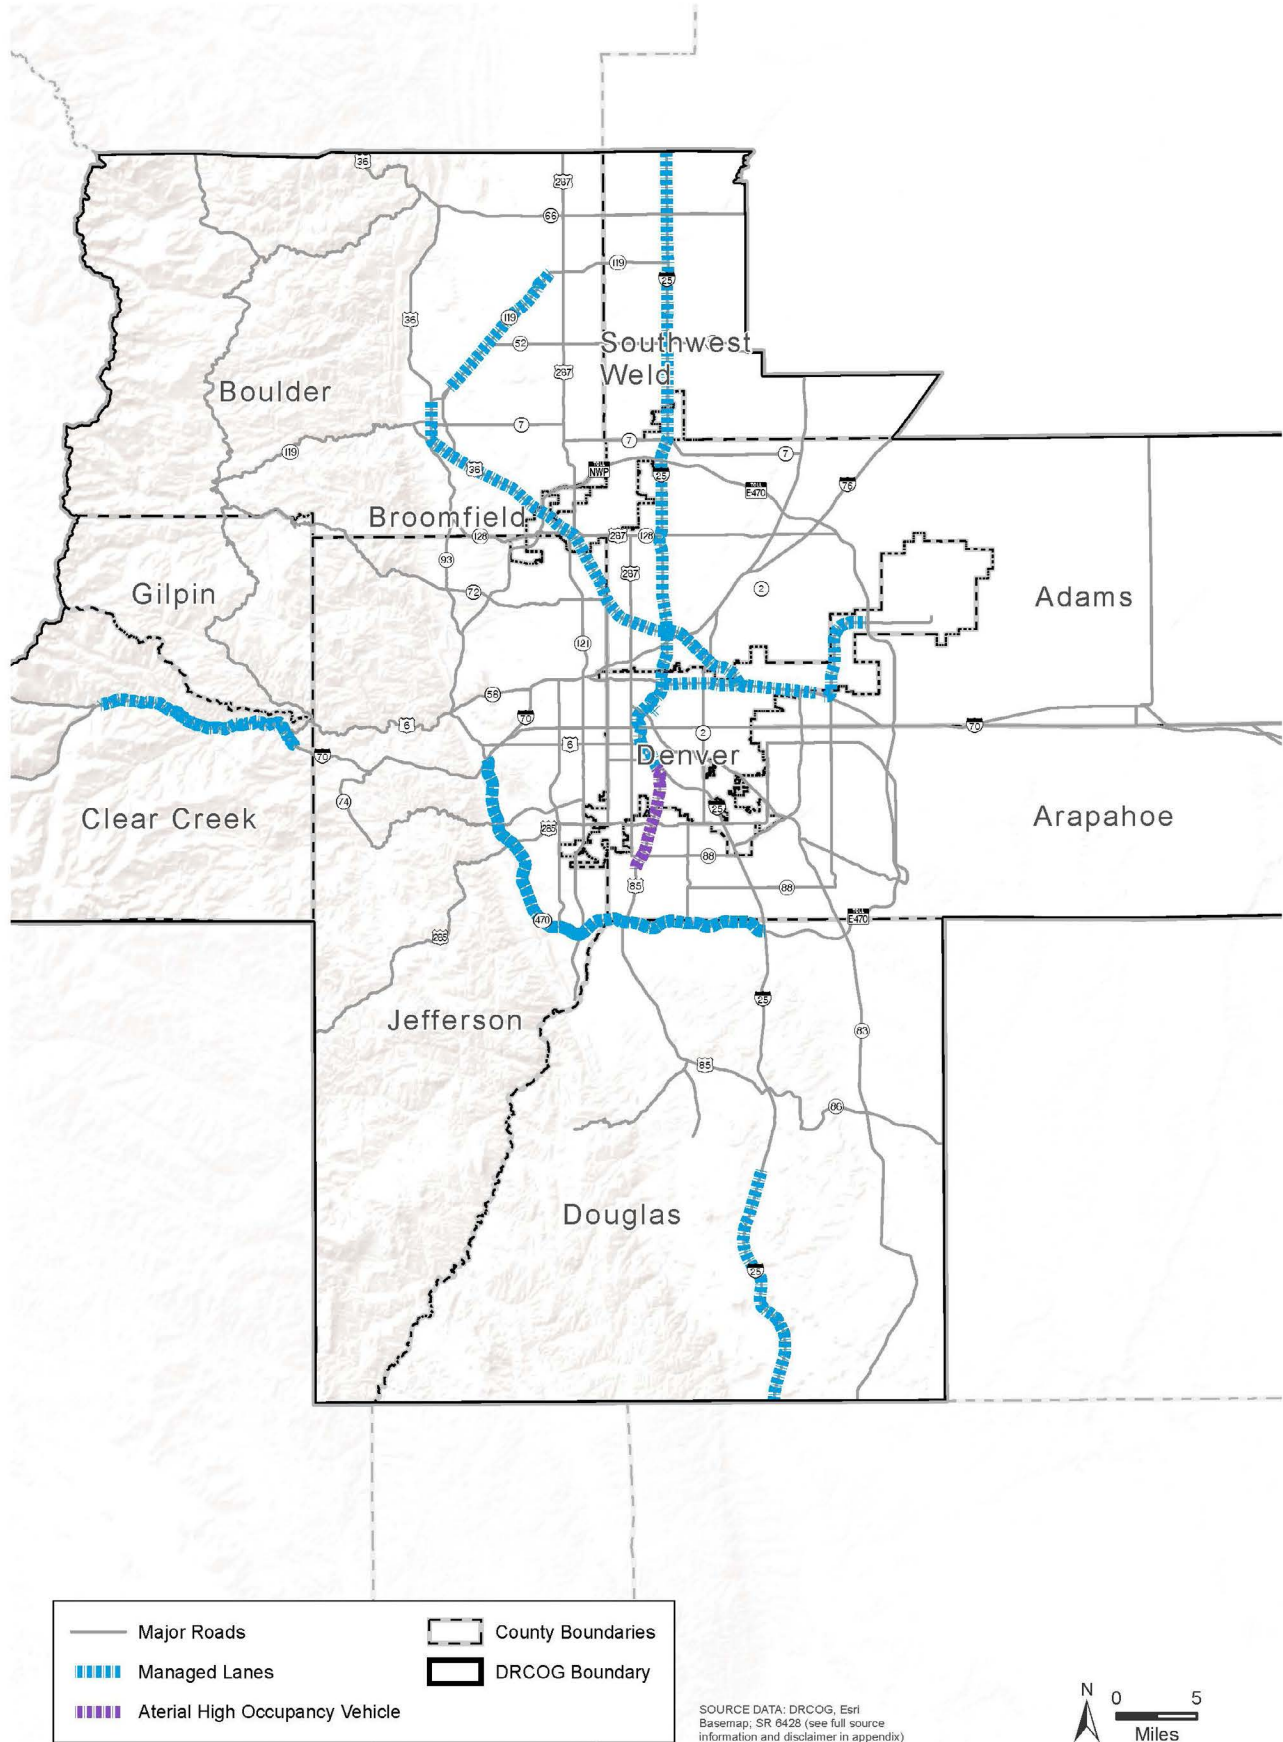 36
287
66
119
25
36
119
52
Southwest
Weld
287
Boulder
7
7
7
119
36
TOLL
NWP
25
TOLL
E470
76
Broomfield
128
287
128
93
287
72
2
Gilpin
Adams
121
58
70
6
6
2
70
70
Denver
74
25
Clear Creek
285
Arapahoe
88
85
88
470
TOLL
E470
285
25
Jefferson
83
85
86
Douglas
25
Major Roads
County Boundaries
Managed Lanes
DRCOG Boundary
Aterial High Occupancy Vehicle
SOURCE DATA: DRCOG, Esri
Basemap; SR 6428 (see full source
information and disclaimer in appendix)
N
0 5
Miles